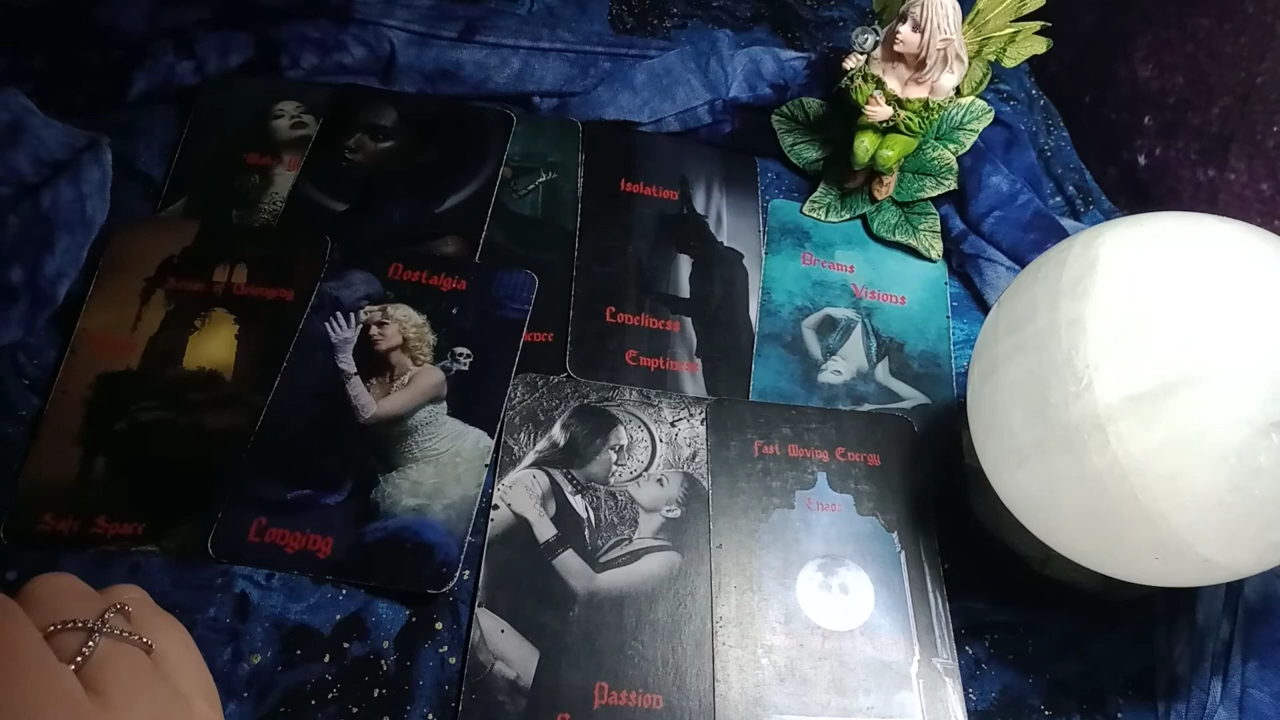 Isolation
Loneliness
Emptiness
Dreams
Visions
Nostalgia
Longing
Safe Space
Fast Moving Energy
Chaos
Passion